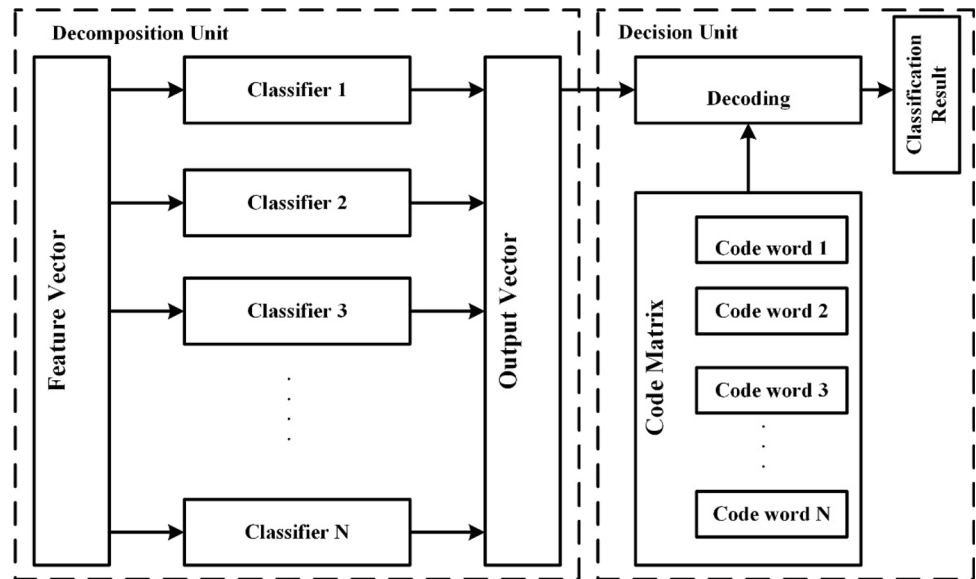 Decomposition Unit
Feature Vector
Classifier 1
Classifier 2
Classifier 3
Classifier N
Output Vector
Decision Unit
Decoding
Classification
Result
Code Matrix
Code word 1
Code word 2
Code word 3
Code word N